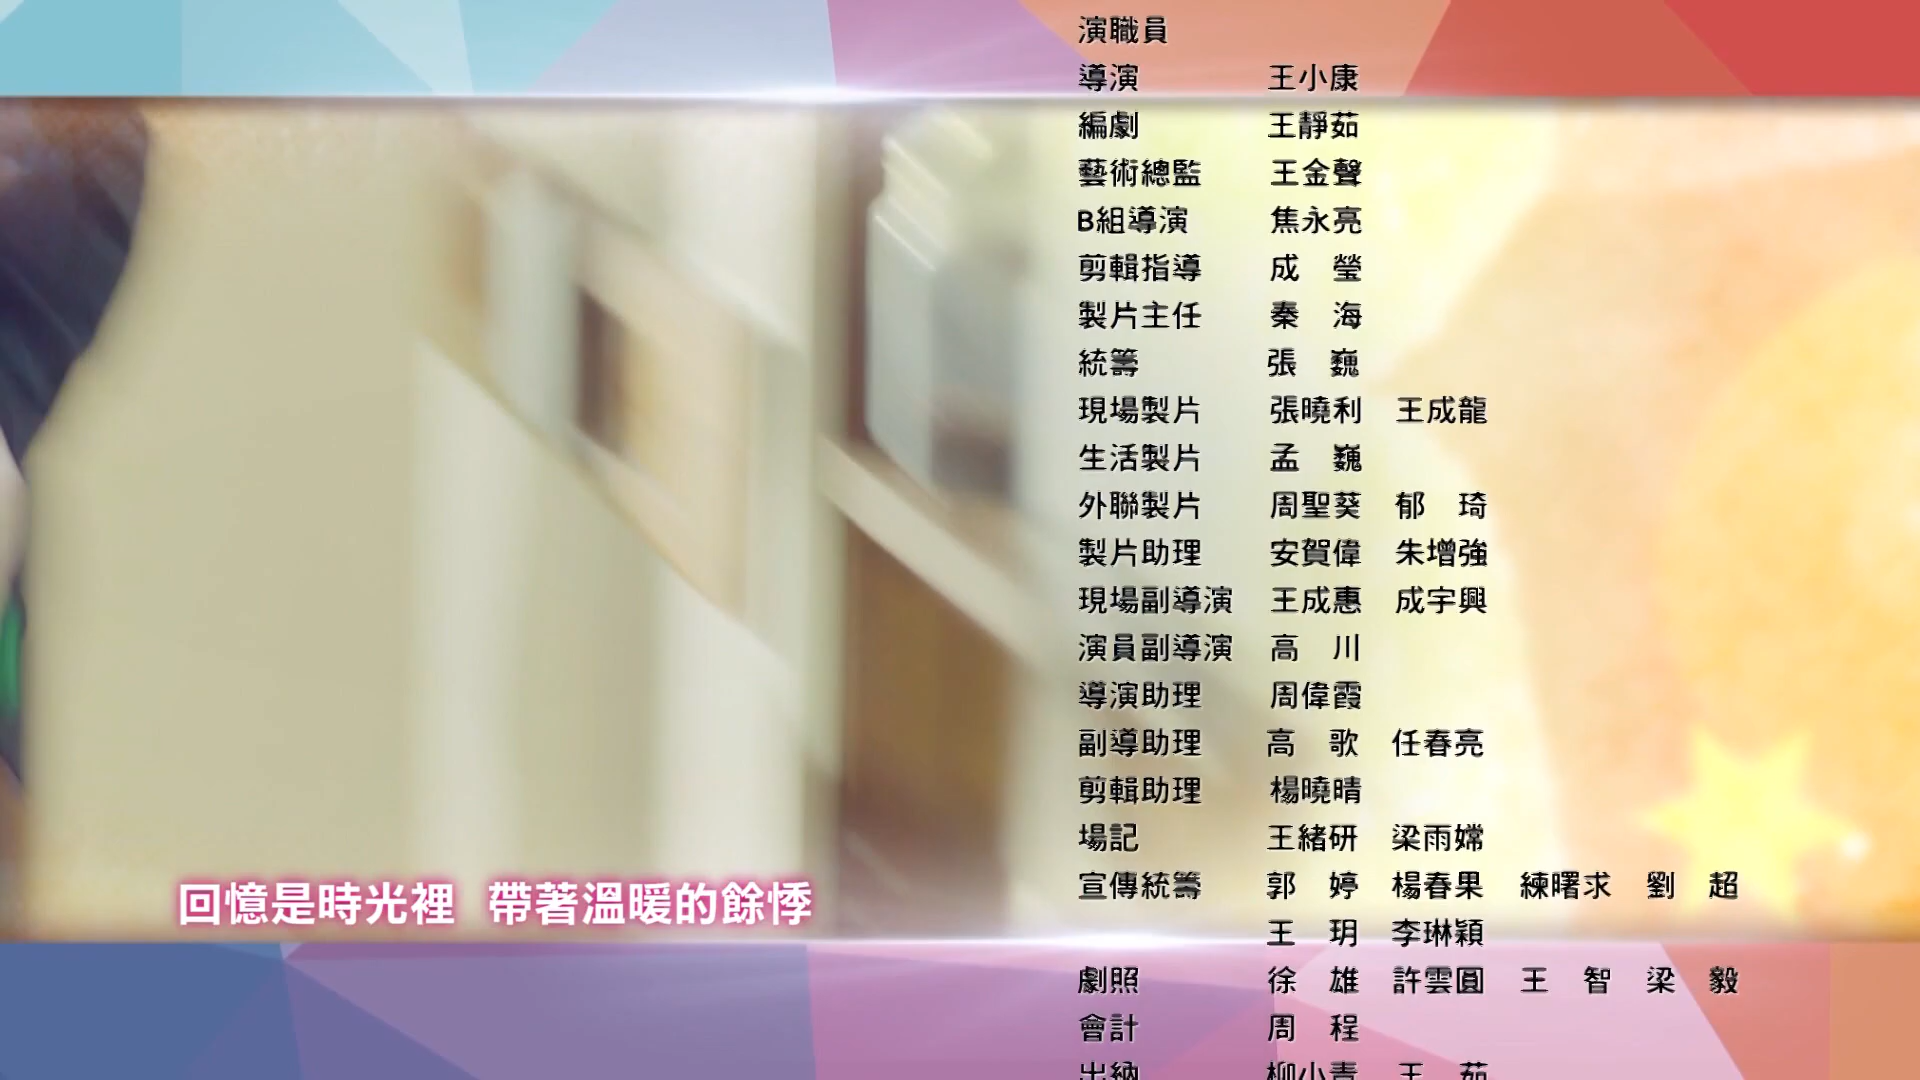 演職員
導演 王小康
編劇 王靜茹
藝術總監 王金聲
B組導演 焦永亮
剪輯指導 成 瑩
製片主任 秦 海
統籌 張 巍
現場製片 張曉利 王成龍
生活製片 孟 巍
外聯製片 周聖葵 郁 琦
製片助理 安賀偉 朱增強
現場副導演 王成惠 成宇興
演員副導演 高 川
導演助理 周偉霞
副導助理 高 歌 任春亮
剪輯助理 楊曉晴
場記 王緒研 梁雨嫦
宣傳統籌 郭 婷 楊春果 練曙求 劉 超
王 玥 李琳穎
劇照 徐 雄 許雲圓 王 智 梁 毅
會計 周 程
出納 柳小青 王 茹
回憶是時光裡 帶著溫暖的餘悸